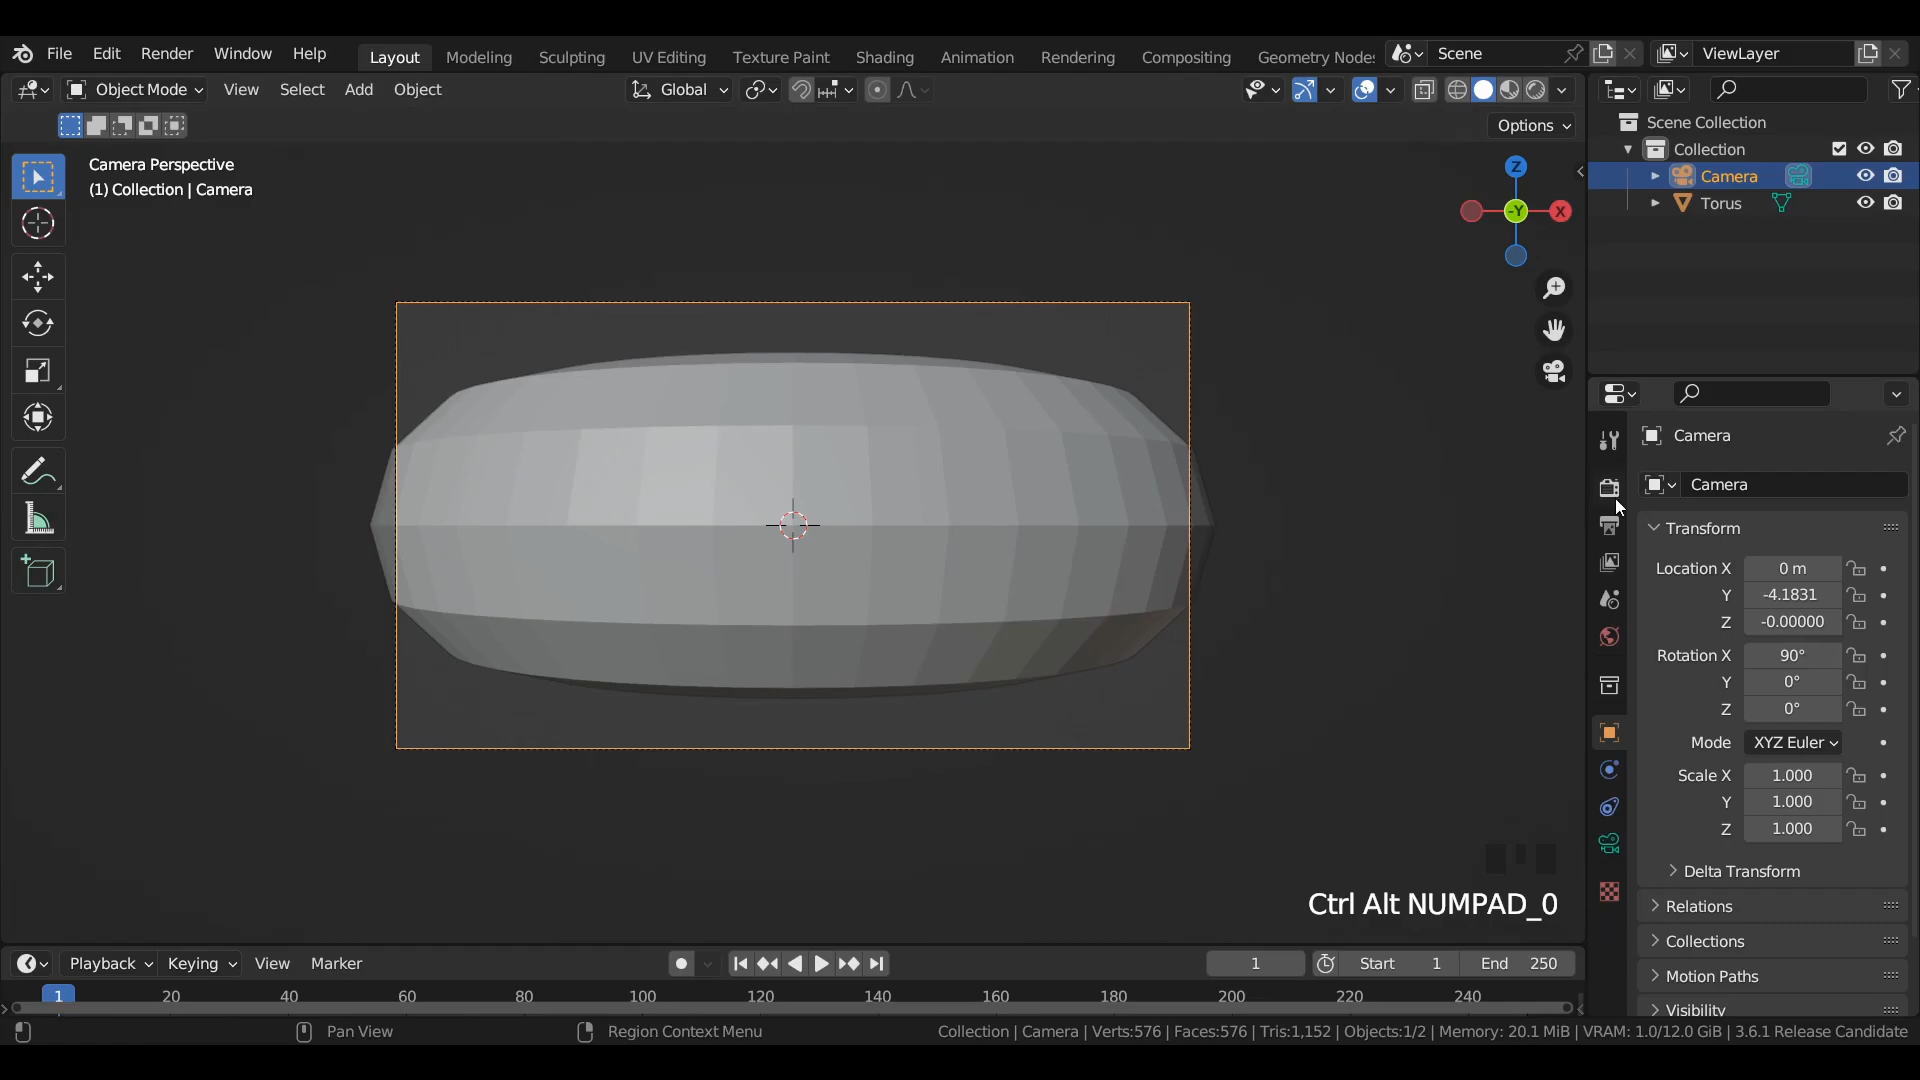 File Edit Render Window Help Layout Modeling Sculpting UV Editing Texture Paint Shading Animation Rendering Compositing Geometry Nodes Scene ViewLayer
Object Mode View Select Add Object Global
Options
Camera Perspective
(1) Collection | Camera
Z
-Y
X
Scene Collection
Collection
Camera
Torus
Camera
Camera
Transform
Location X 0 m
Y -4.1831
Z -0.00000
Rotation X 90°
Y 0°
Z 0°
Mode XYZ Euler
Scale X 1.000
Y 1.000
Z 1.000
Delta Transform
Relations
Collections
Motion Paths
Visibility
Ctrl Alt NUMPAD_0
Playback Keying View Marker 1 Start 1 End 250
1 20 40 60 80 100 120 140 160 180 200 220 240
Pan View Region Context Menu Collection | Camera | Verts:576 | Faces:576 | Tris:1,152 | Objects:1/2 | Memory: 20.1 MiB | VRAM: 1.0/12.0 GiB | 3.6.1 Release Candidate